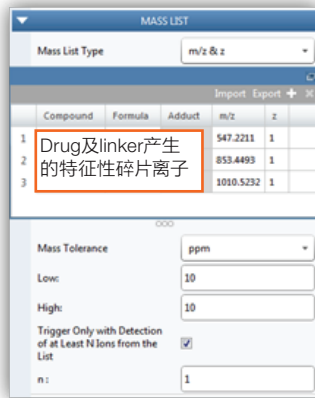 MASS LIST
Mass List Type m/z & z
Import Export
Compound Formula Adduct m/z z
1 547.2211 1
2 853.4493 1
3 1010.5232 1
Drug及linker产生
的特征性碎片离子
Mass Tolerance ppm
Low: 10
High: 10
Trigger Only with Detection
of at Least N Ions from the
List
n : 1